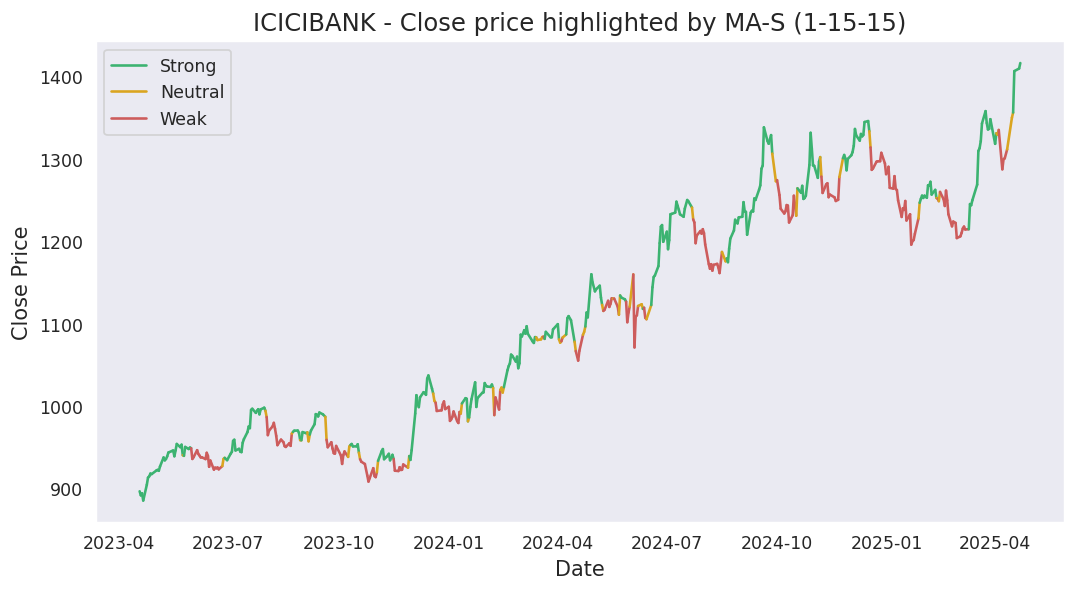 ICICIBANK - Close price highlighted by MA-S (1-15-15)
Strong
Neutral
Weak
Close Price
1400
1300
1200
1100
1000
900
2023-04 2023-07 2023-10 2024-01 2024-04 2024-07 2024-10 2025-01 2025-04
Date